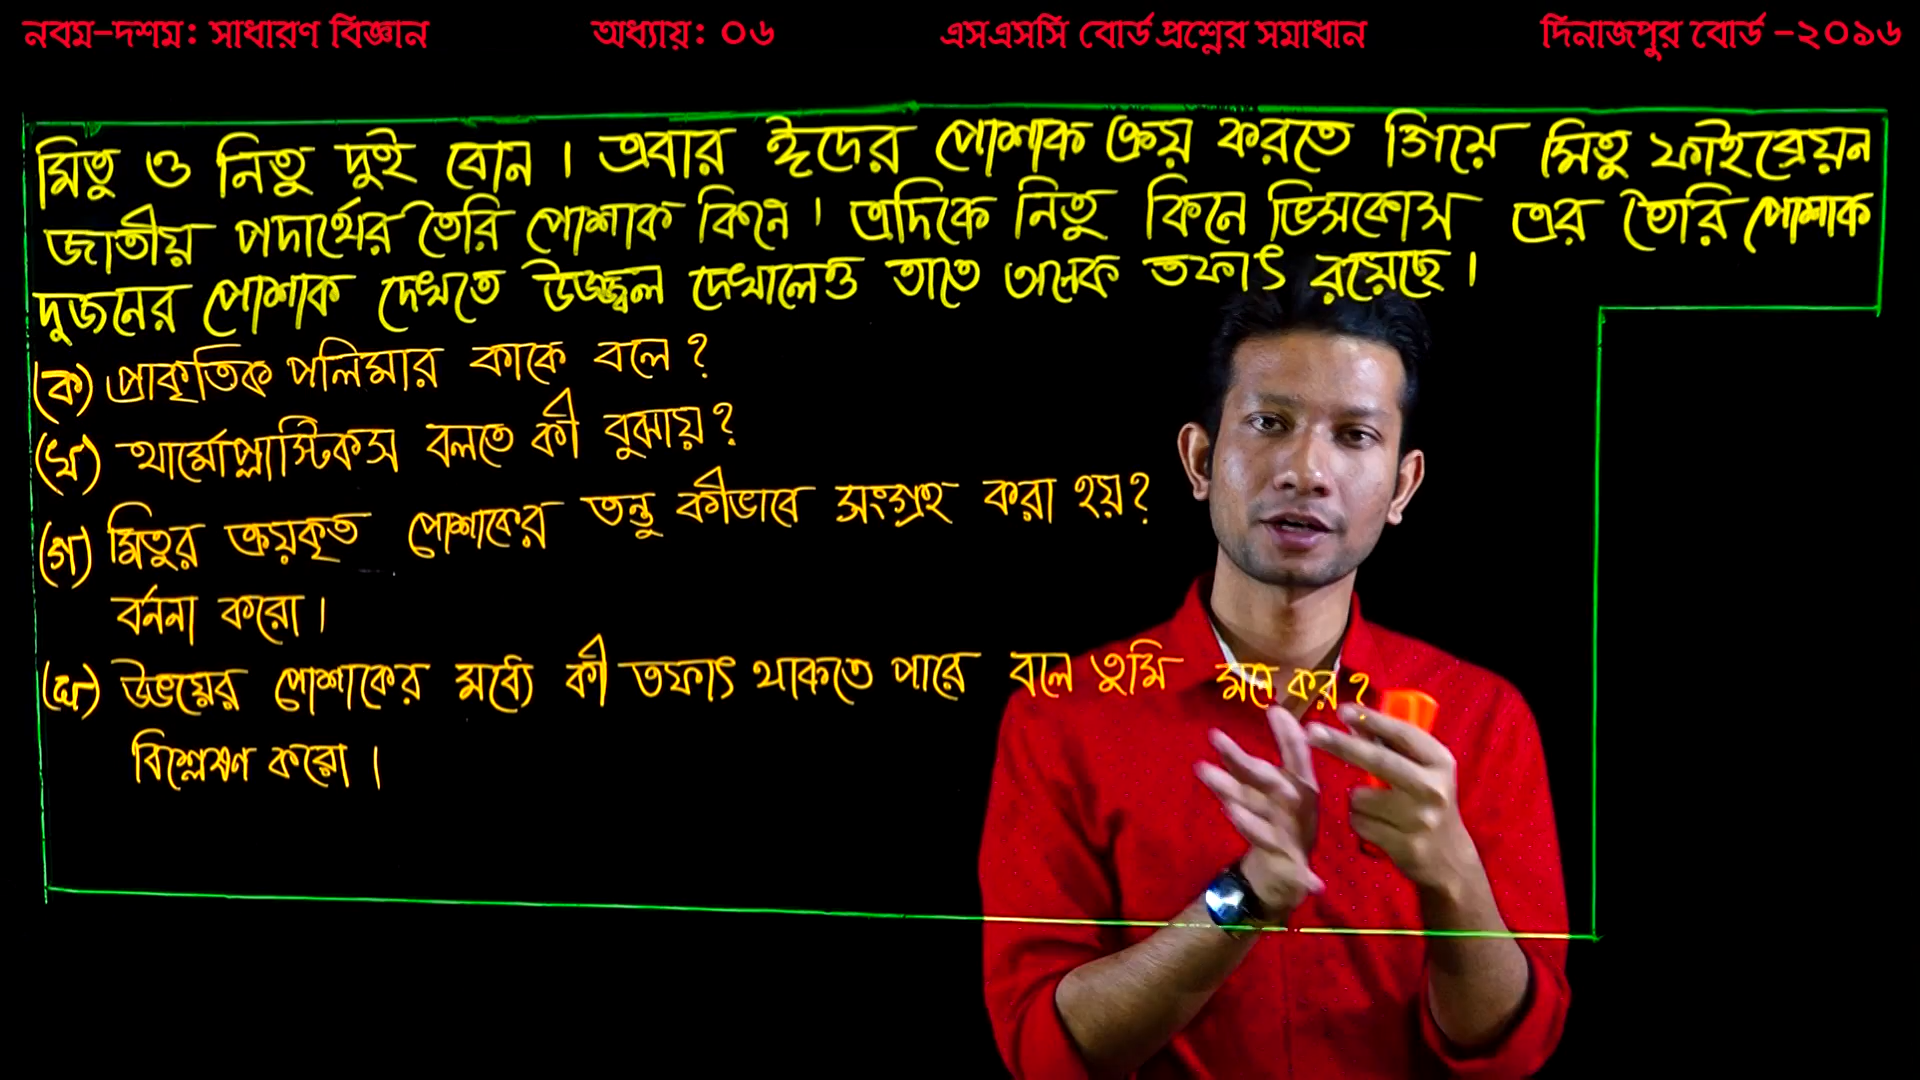 নবম-দশম: সাধারণ বিজ্ঞান অধ্যায়: ০৬ এসএসসি বোর্ড প্রশ্নের সমাধান দিনাজপুর বোর্ড -২০১৬
মিতু ও নিতু দুই বোন। এবার ঈদের পোশাক ক্রয় করতে গিয়ে মিতু ফাইব্রেয়ন
জাতীয় পদার্থের তৈরি পোশাক কিনে। এদিকে নিতু কিনে ভিসকোস এর তৈরি পোশাক
দুজনের পোশাক দেখতে উজ্জ্বল দেখালেও তাতে অনেক তফাৎ রয়েছে।
(ক) প্রাকৃতিক পলিমার কাকে বলে?
(খ) থার্মোপ্লাস্টিকস বলতে কী বুঝায়?
(গ) মিতুর ক্রয়কৃত পোশাকের তন্তু কীভাবে সংগ্রহ করা হয়?
বর্ননা করো।
(ঘ) উভয়ের পোশাকের মধ্যে কী তফাৎ থাকতে পারে বলে তুমি মনে কর?
বিশ্লেষণ করো।